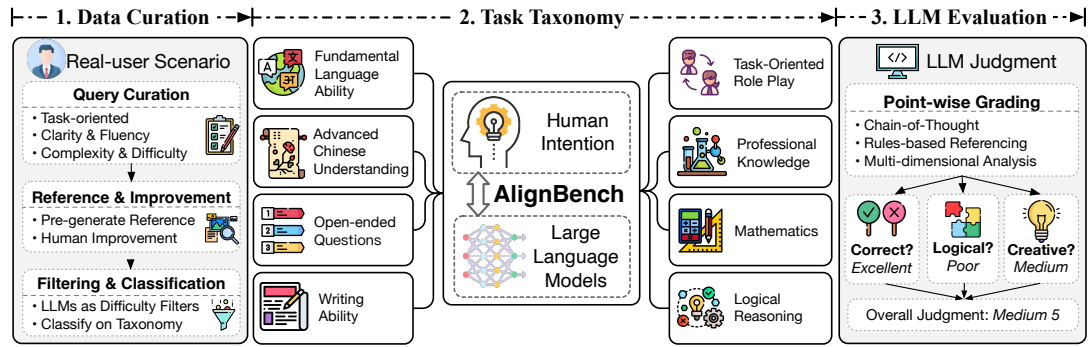 1. Data Curation
2. Task Taxonomy
3. LLM Evaluation
Real-user Scenario
Query Curation
• Task-oriented
• Clarity & Fluency
• Complexity & Difficulty
Reference & Improvement
• Pre-generate Reference
• Human Improvement
Filtering & Classification
• LLMs as Difficulty Filters
• Classify on Taxonomy
A
文
अ
Fundamental
Language
Ability
Advanced
Chinese
Understanding
1
2
3
Open-ended
Questions
Writing
Ability
Human
Intention
AlignBench
Large
Language
Models
Task-Oriented
Role Play
Professional
Knowledge
Mathematics
Logical
Reasoning
</>
LLM Judgment
Point-wise Grading
• Chain-of-Thought
• Rules-based Referencing
• Multi-dimensional Analysis
Correct?
Excellent
Logical?
Poor
Creative?
Medium
Overall Judgment: Medium 5